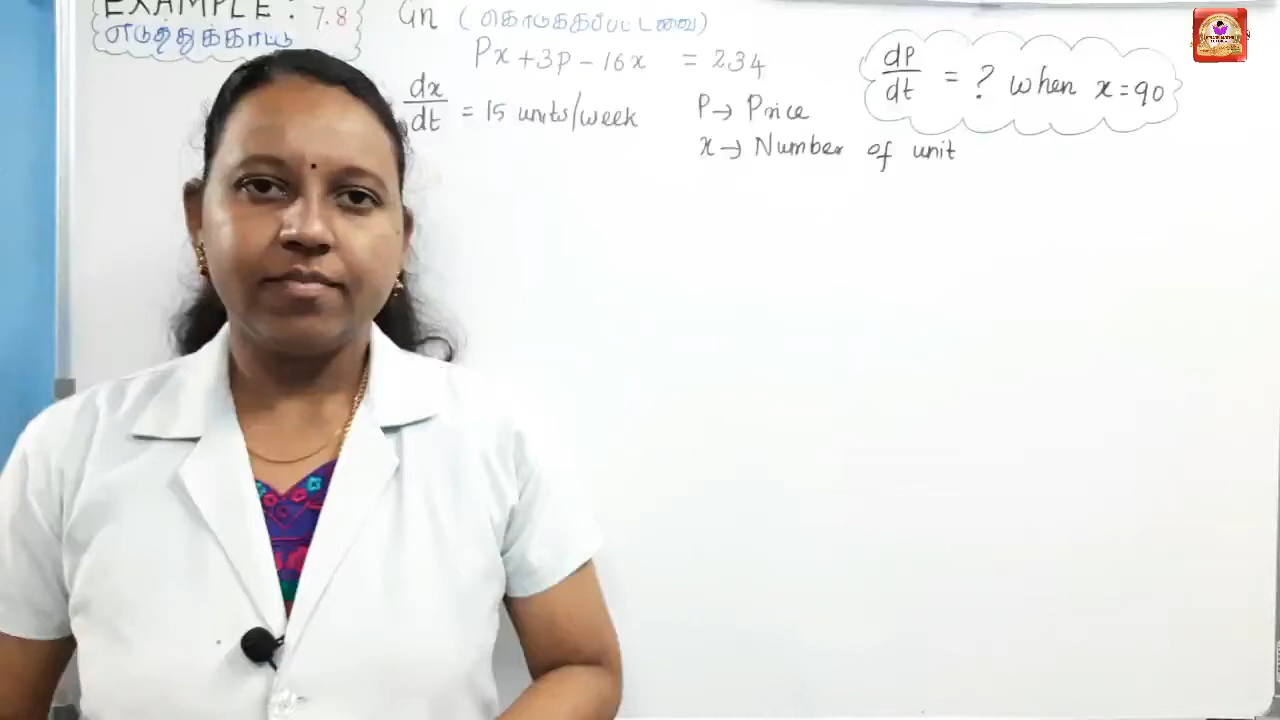 EXAMPLE : 7.8
எடுத்துக்காட்டு
Gn (கொடுக்கப்பட்டவை)
Px + 3p - 16x = 234
dx/dt = 15 units/week
P → Price
x → Number of unit
dP/dt = ? when x = 90